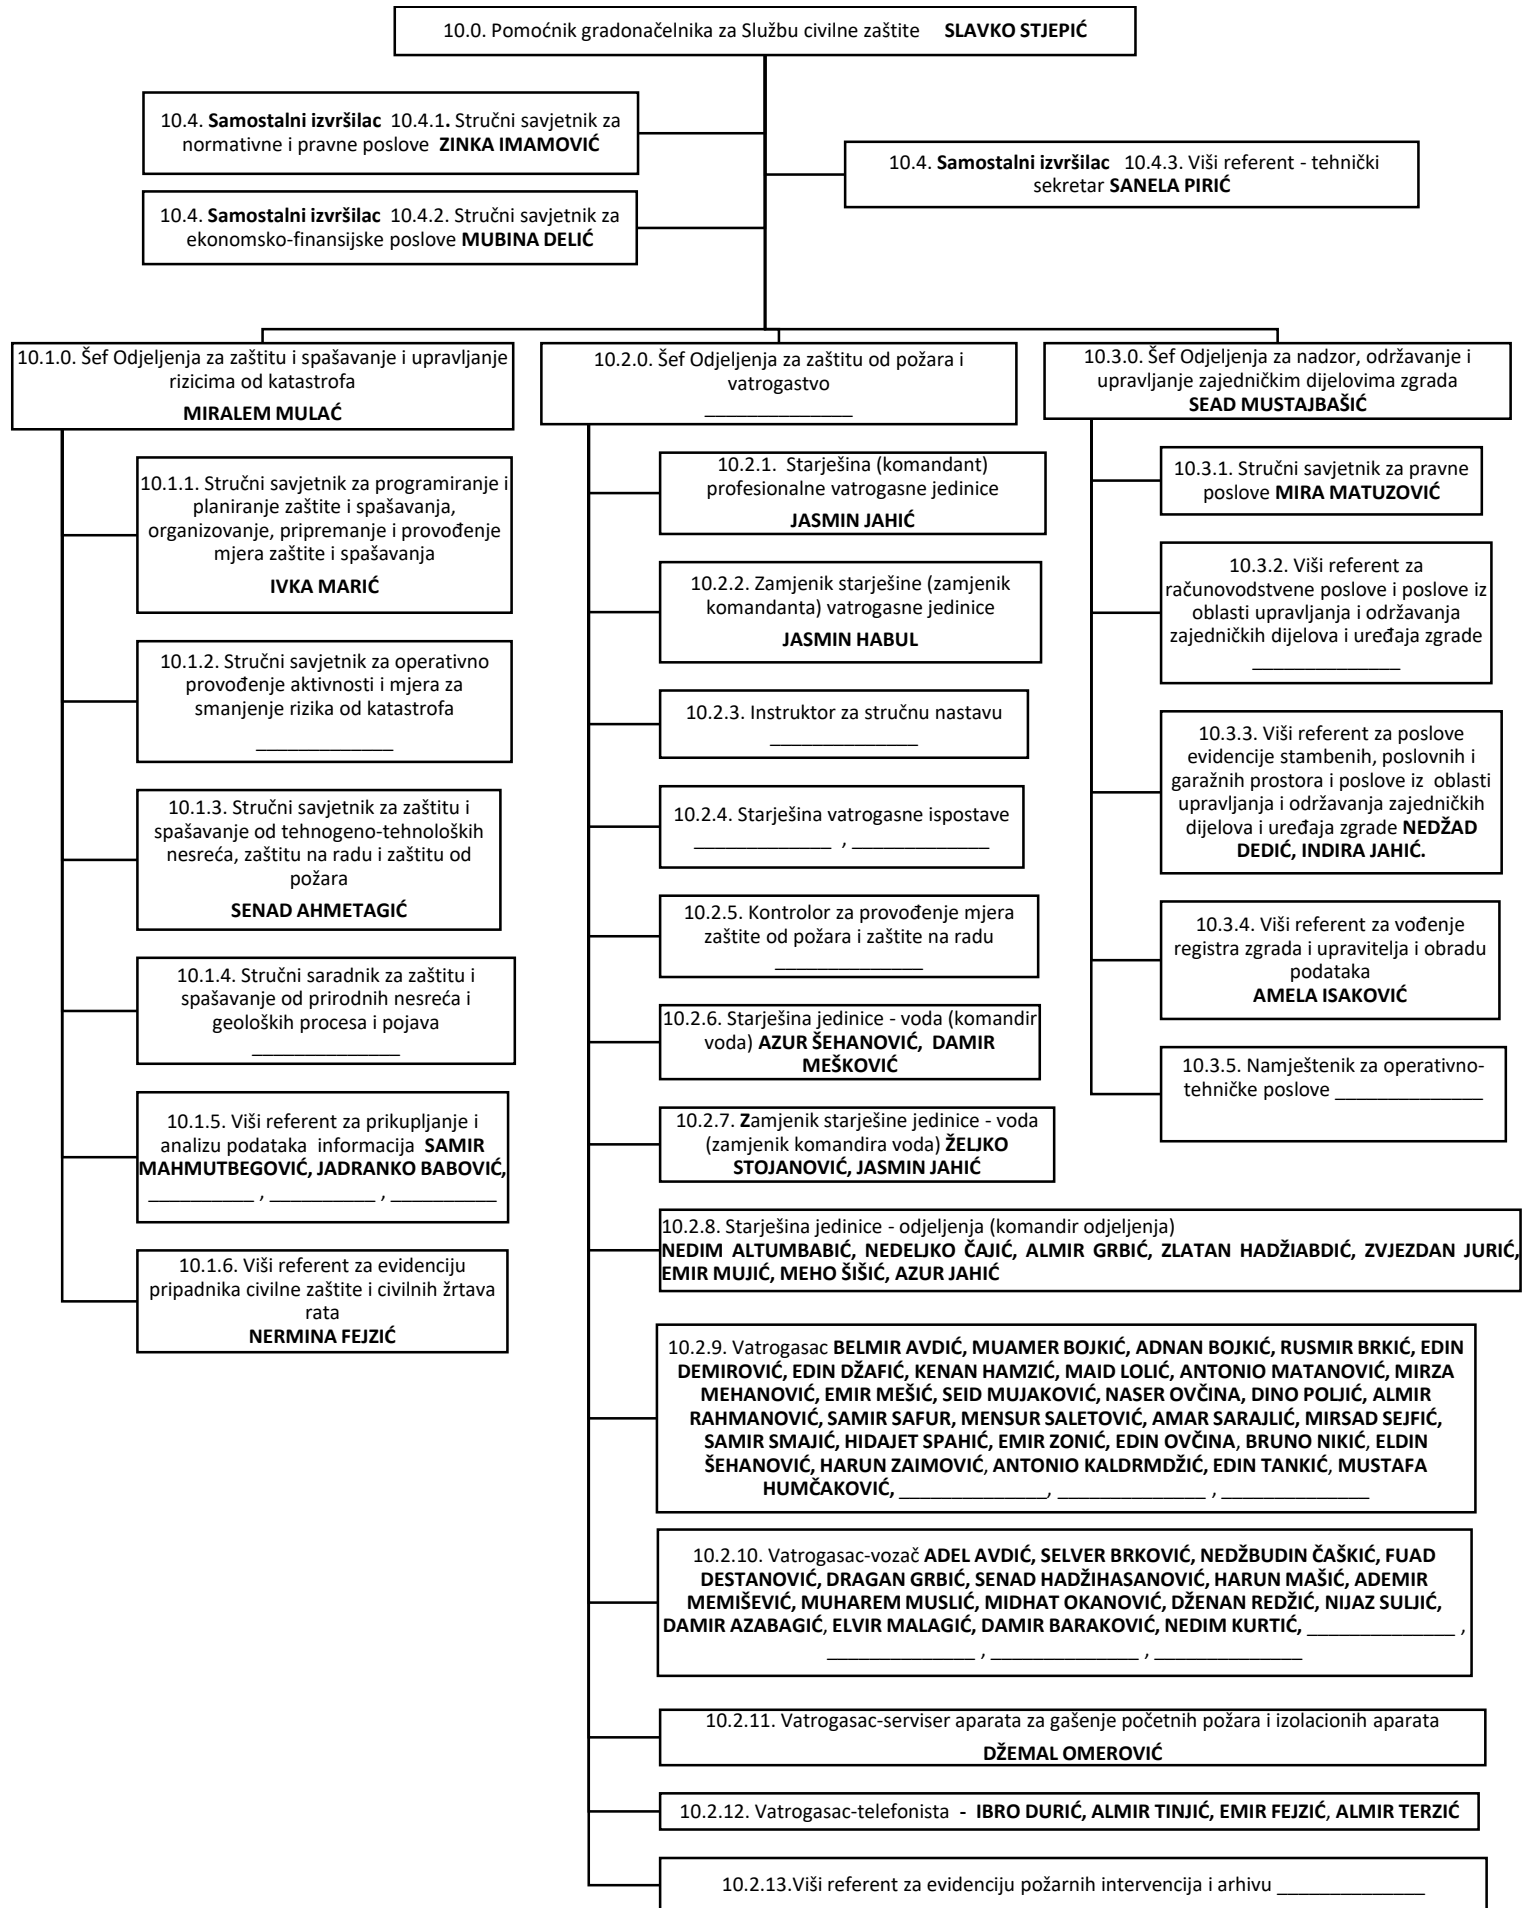 10.0. Pomoćnik gradonačelnika za Službu civilne zaštite SLAVKO STJEPIĆ
10.4. Samostalni izvršilac 10.4.1. Stručni savjetnik za
normativne i pravne poslove ZINKA IMAMOVIĆ
10.4. Samostalni izvršilac 10.4.3. Viši referent - tehnički
sekretar SANELA PIRIĆ
10.4. Samostalni izvršilac 10.4.2. Stručni savjetnik za
ekonomsko-finansijske poslove MUBINA DELIĆ
10.1.0. Šef Odjeljenja za zaštitu i spašavanje i upravljanje
rizicima od katastrofa
MIRALEM MULAĆ
10.1.1. Stručni savjetnik za programiranje i
planiranje zaštite i spašavanja,
organizovanje, pripremanje i provođenje
mjera zaštite i spašavanja
IVKA MARIĆ
10.1.2. Stručni savjetnik za operativno
provođenje aktivnosti i mjera za
smanjenje rizika od katastrofa
_____________
10.1.3. Stručni savjetnik za zaštitu i
spašavanje od tehnogeno-tehnoloških
nesreća, zaštitu na radu i zaštitu od
požara
SENAD AHMETAGIĆ
10.1.4. Stručni saradnik za zaštitu i
spašavanje od prirodnih nesreća i
geoloških procesa i pojava
______________
10.1.5. Viši referent za prikupljanje i
analizu podataka informacija SAMIR
MAHMUTBEGOVIĆ, JADRANKO BABOVIĆ,
__________ , __________ , __________
10.1.6. Viši referent za evidenciju
pripadnika civilne zaštite i civilnih žrtava
rata
NERMINA FEJZIĆ
10.2.0. Šef Odjeljenja za zaštitu od požara i
vatrogastvo
______________
10.2.1. Starješina (komandant)
profesionalne vatrogasne jedinice
JASMIN JAHIĆ
10.2.2. Zamjenik starješine (zamjenik
komandanta) vatrogasne jedinice
JASMIN HABUL
10.2.3. Instruktor za stručnu nastavu
______________
10.2.4. Starješina vatrogasne ispostave
_____________ , _____________
10.2.5. Kontrolor za provođenje mjera
zaštite od požara i zaštite na radu
______________
10.2.6. Starješina jedinice - voda (komandir
voda) AZUR ŠEHANOVIĆ, DAMIR
MEŠKOVIĆ
10.2.7. Zamjenik starješine jedinice - voda
(zamjenik komandira voda) ŽELJKO
STOJANOVIĆ, JASMIN JAHIĆ
10.2.8. Starješina jedinice - odjeljenja (komandir odjeljenja)
NEDIM ALTUMBABIĆ, NEDELJKO ČAJIĆ, ALMIR GRBIĆ, ZLATAN HADŽIABDIĆ, ZVJEZDAN JURIĆ,
EMIR MUJIĆ, MEHO ŠIŠIĆ, AZUR JAHIĆ
10.2.9. Vatrogasac BELMIR AVDIĆ, MUAMER BOJKIĆ, ADNAN BOJKIĆ, RUSMIR BRKIĆ, EDIN
DEMIROVIĆ, EDIN DŽAFIĆ, KENAN HAMZIĆ, MAID LOLIĆ, ANTONIO MATANOVIĆ, MIRZA
MEHANOVIĆ, EMIR MEŠIĆ, SEID MUJAKOVIĆ, NASER OVČINA, DINO POLJIĆ, ALMIR
RAHMANOVIĆ, SAMIR SAFUR, MENSUR SALETOVIĆ, AMAR SARAJLIĆ, MIRSAD SEJFIĆ,
SAMIR SMAJIĆ, HIDAJET SPAHIĆ, EMIR ZONIĆ, EDIN OVČINA, BRUNO NIKIĆ, ELDIN
ŠEHANOVIĆ, HARUN ZAIMOVIĆ, ANTONIO KALDRMDŽIĆ, EDIN TANKIĆ, MUSTAFA
HUMČAKOVIĆ, ______________, ______________ , ______________
10.2.10. Vatrogasac-vozač ADEL AVDIĆ, SELVER BRKOVIĆ, NEDŽBUDIN ČAŠKIĆ, FUAD
DESTANOVIĆ, DRAGAN GRBIĆ, SENAD HADŽIHASANOVIĆ, HARUN MAŠIĆ, ADEMIR
MEMIŠEVIĆ, MUHAREM MUSLIĆ, MIDHAT OKANOVIĆ, DŽENAN REDŽIĆ, NIJAZ SULJIĆ,
DAMIR AZABAGIĆ, ELVIR MALAGIĆ, DAMIR BARAKOVIĆ, NEDIM KURTIĆ, ______________ ,
______________ , ______________ , ______________
10.2.11. Vatrogasac-serviser aparata za gašenje početnih požara i izolacionih aparata
DŽEMAL OMEROVIĆ
10.2.12. Vatrogasac-telefonista - IBRO DURIĆ, ALMIR TINJIĆ, EMIR FEJZIĆ, ALMIR TERZIĆ
10.2.13.Viši referent za evidenciju požarnih intervencija i arhivu ______________
10.3.0. Šef Odjeljenja za nadzor, održavanje i
upravljanje zajedničkim dijelovima zgrada
SEAD MUSTAJBAŠIĆ
10.3.1. Stručni savjetnik za pravne
poslove MIRA MATUZOVIĆ
10.3.2. Viši referent za
računovodstvene poslove i poslove iz
oblasti upravljanja i održavanja
zajedničkih dijelova i uređaja zgrade
______________
10.3.3. Viši referent za poslove
evidencije stambenih, poslovnih i
garažnih prostora i poslove iz oblasti
upravljanja i održavanja zajedničkih
dijelova i uređaja zgrade NEDŽAD
DEDIĆ, INDIRA JAHIĆ.
10.3.4. Viši referent za vođenje
registra zgrada i upravitelja i obradu
podataka
AMELA ISAKOVIĆ
10.3.5. Namještenik za operativno-
tehničke poslove ______________